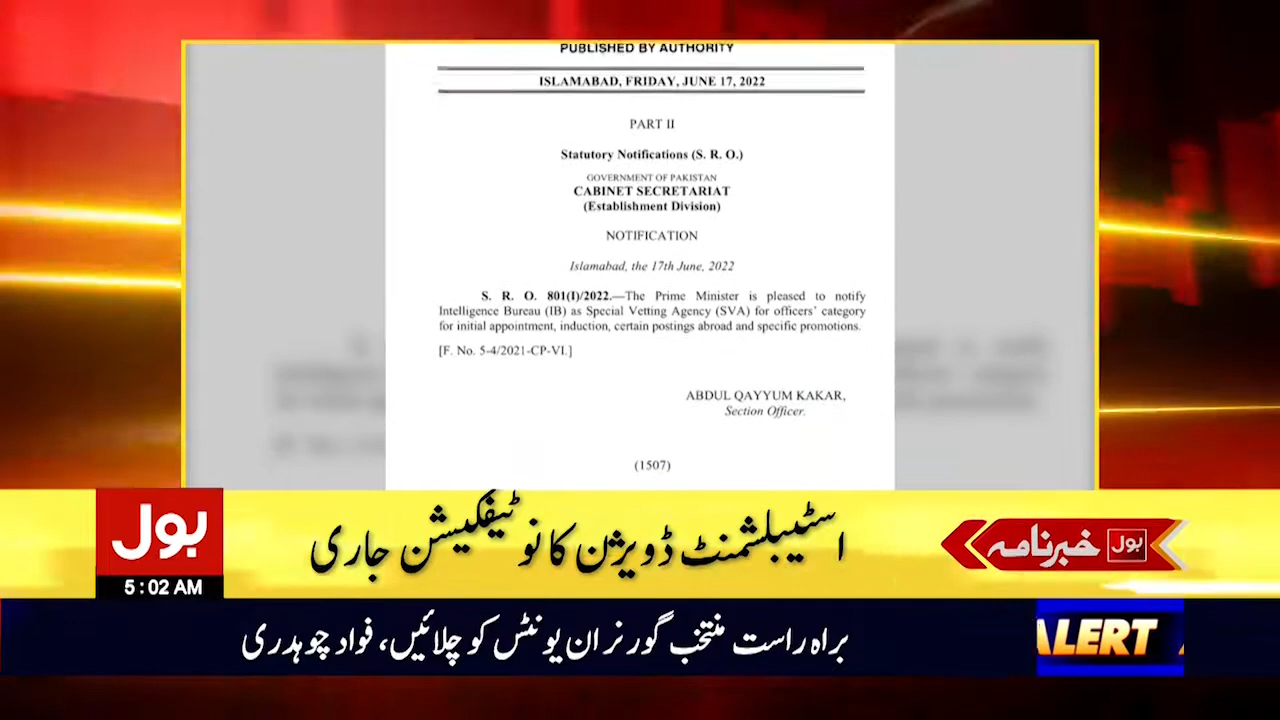 PUBLISHED BY AUTHORITY
ISLAMABAD, FRIDAY, JUNE 17, 2022
PART II
Statutory Notifications (S. R. O.)
GOVERNMENT OF PAKISTAN
CABINET SECRETARIAT
(Establishment Division)
NOTIFICATION
Islamabad, the 17th June, 2022
S. R. O. 801(I)/2022.—The Prime Minister is pleased to notify
Intelligence Bureau (IB) as Special Vetting Agency (SVA) for officers' category
for initial appointment, induction, certain postings abroad and specific promotions.
[F. No. 5-4/2021-CP-VI.]
ABDUL QAYYUM KAKAR,
Section Officer.
(1507)
بول
5:02 AM
اسٹیبلشمنٹ ڈویژن کا نوٹیفکیشن جاری
بول خبرنامہ
براہ راست منتخب گورنر ان یونٹس کو چلائیں، فواد چوہدری
ALERT